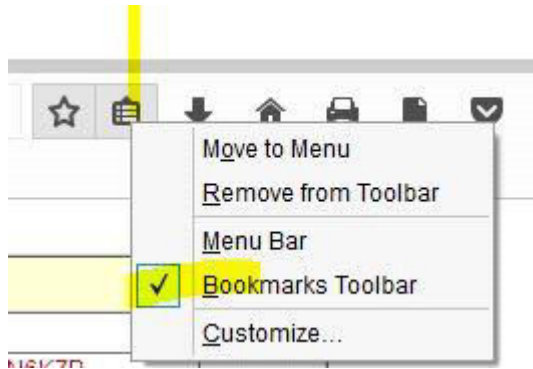 Move to Menu
Remove from Toolbar
Menu Bar
Bookmarks Toolbar
Customize...